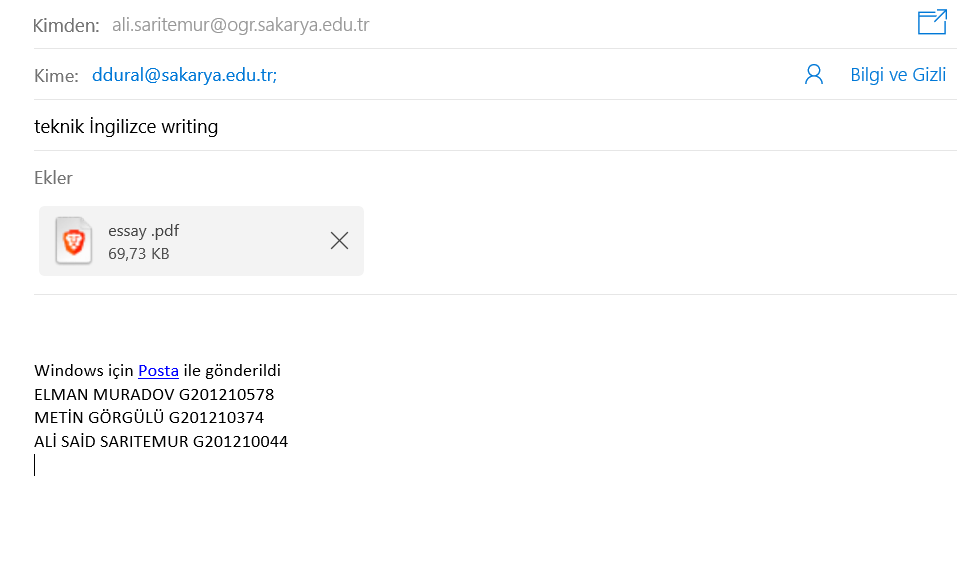 Kimden: ali.saritemur@ogr.sakarya.edu.tr
Kime: ddural@sakarya.edu.tr; Bilgi ve Gizli
teknik İngilizce writing
Ekler
essay .pdf
69,73 KB
Windows için Posta ile gönderildi
ELMAN MURADOV G201210578
METİN GÖRGÜLÜ G201210374
ALİ SAİD SARITEMUR G201210044